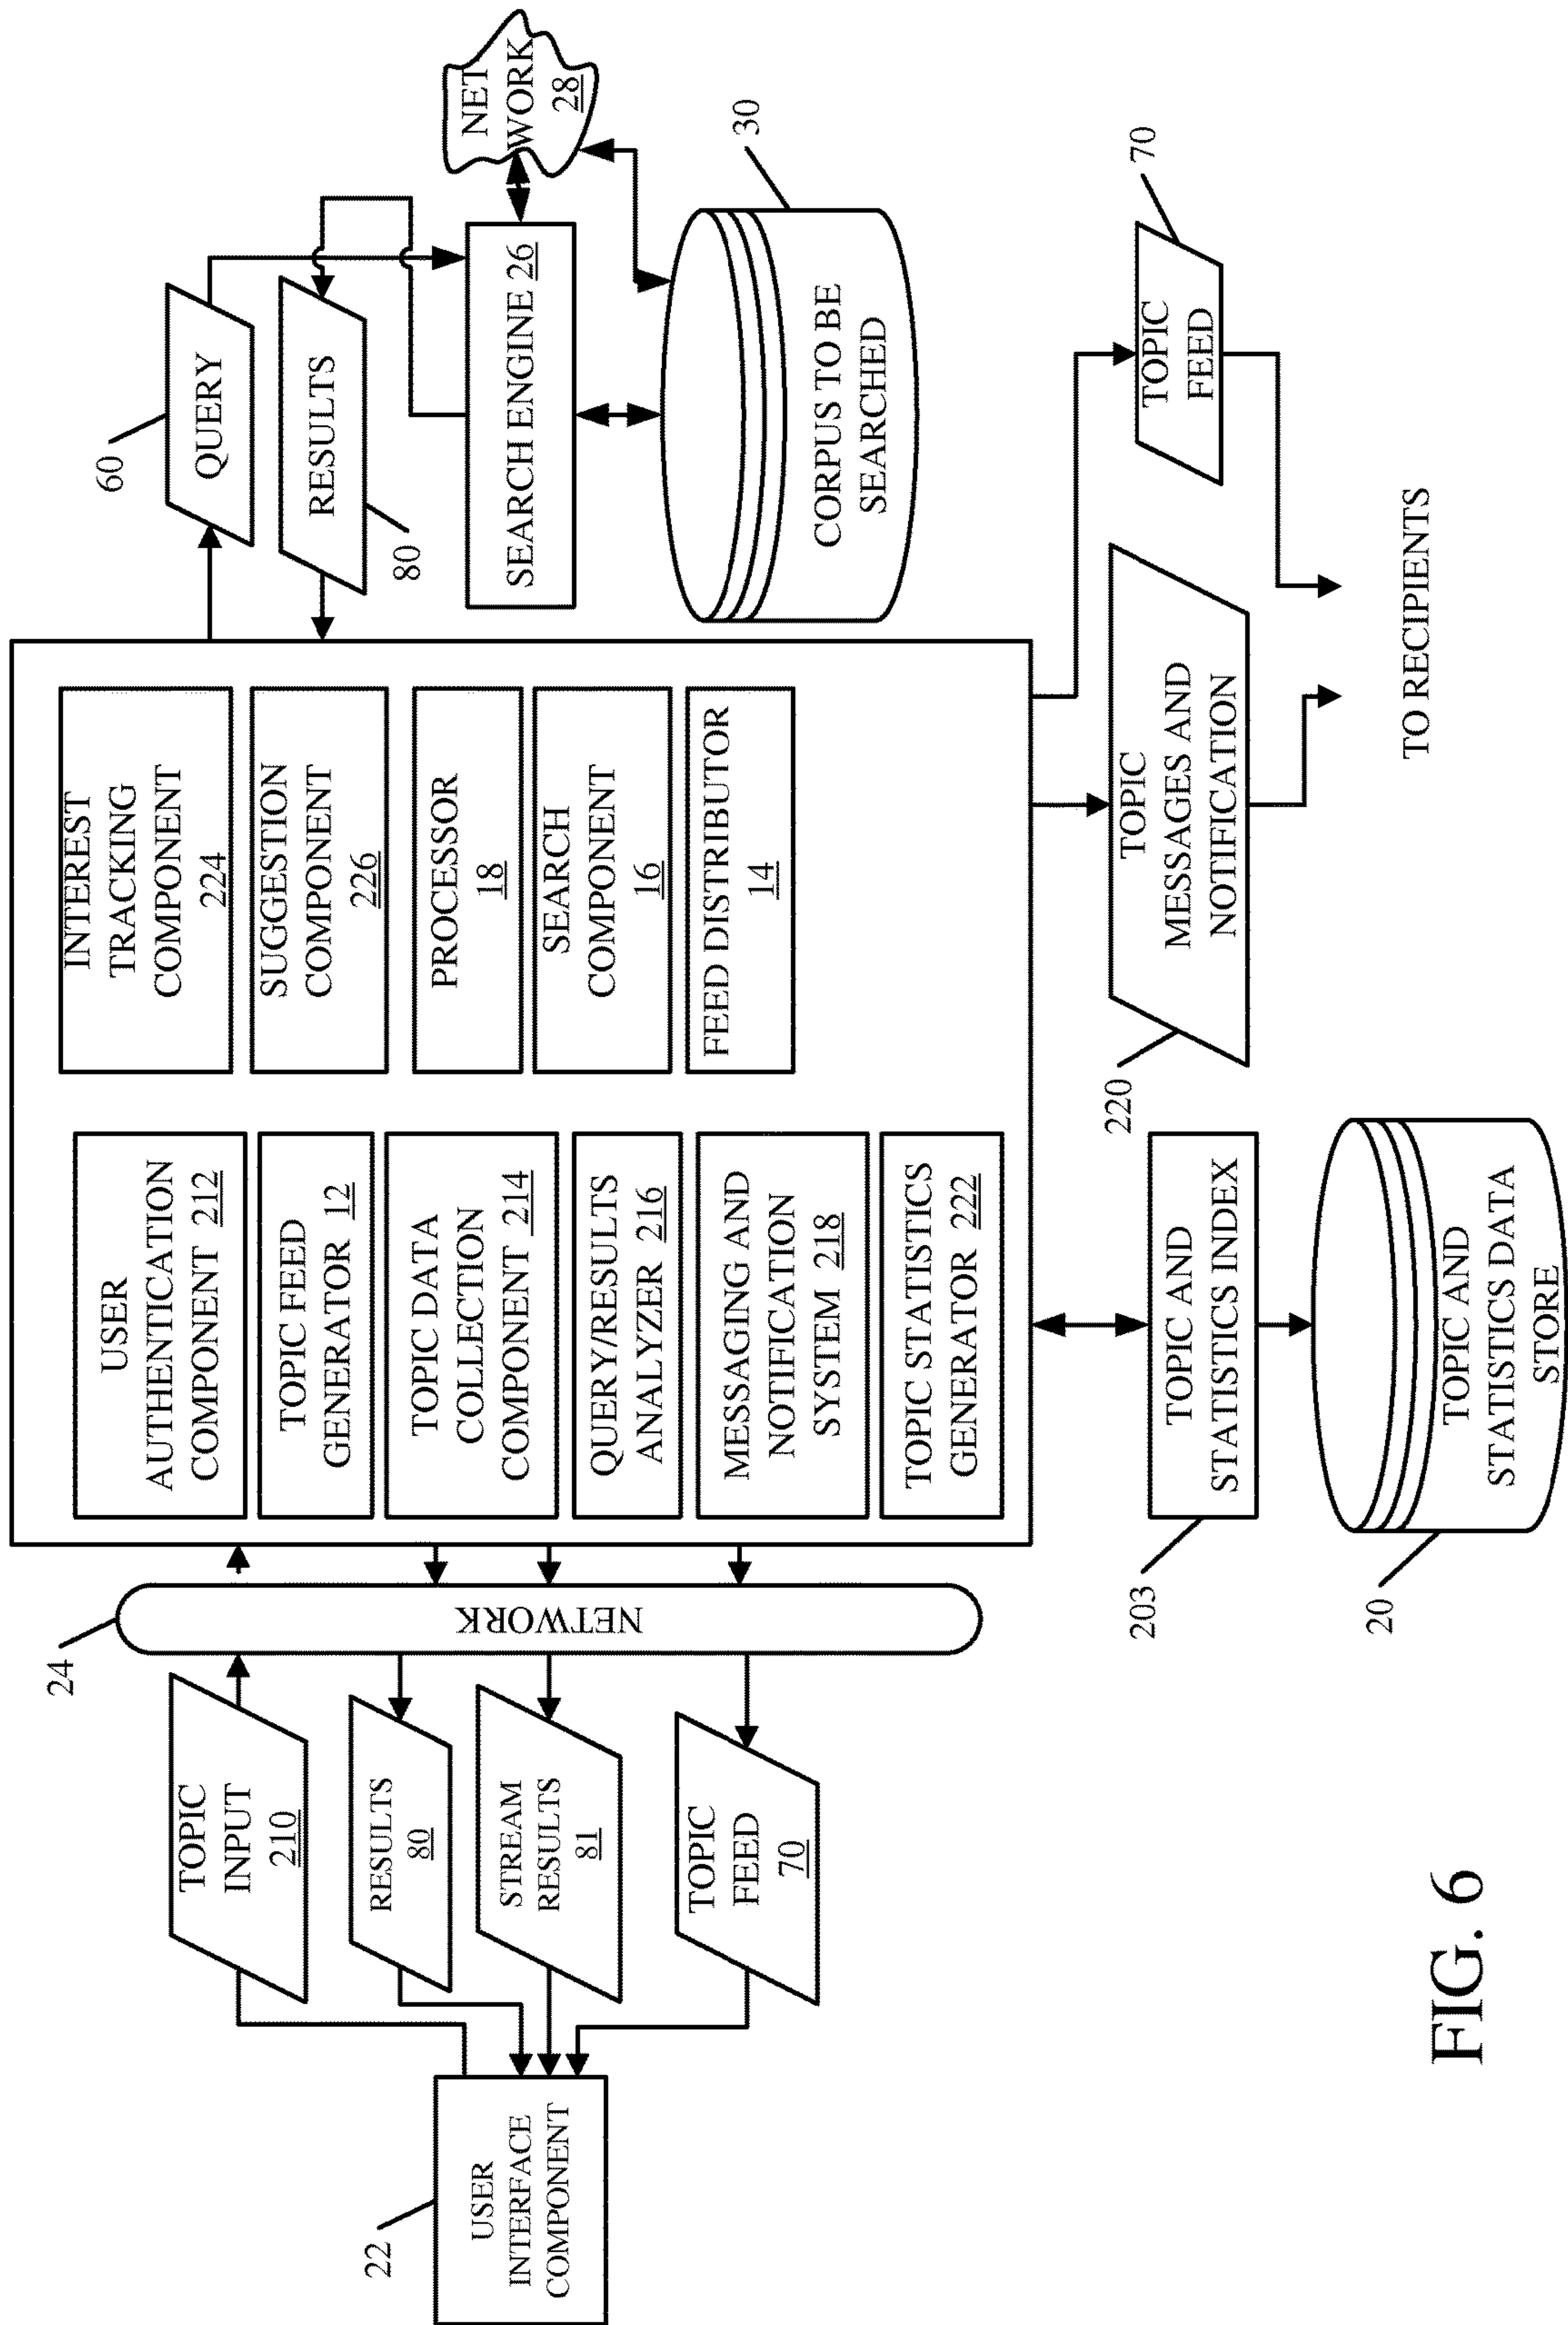 22
USER
INTERFACE
COMPONENT
TOPIC
INPUT
210
RESULTS
80
STREAM
RESULTS
81
TOPIC
FEED
70
24
NETWORK
USER
AUTHENTICATION
COMPONENT 212
TOPIC FEED
GENERATOR 12
TOPIC DATA
COLLECTION
COMPONENT 214
QUERY/RESULTS
ANALYZER 216
MESSAGING AND
NOTIFICATION
SYSTEM 218
TOPIC STATISTICS
GENERATOR 222
INTEREST
TRACKING
COMPONENT
224
SUGGESTION
COMPONENT
226
PROCESSOR
18
SEARCH
COMPONENT
16
FEED DISTRIBUTOR
14
60
QUERY
RESULTS
80
SEARCH ENGINE 26
NET
WORK
28
30
CORPUS TO BE
SEARCHED
203
TOPIC AND
STATISTICS INDEX
20
TOPIC AND
STATISTICS DATA
STORE
220
TOPIC
MESSAGES AND
NOTIFICATION
70
TOPIC
FEED
TO RECIPIENTS
FIG. 6